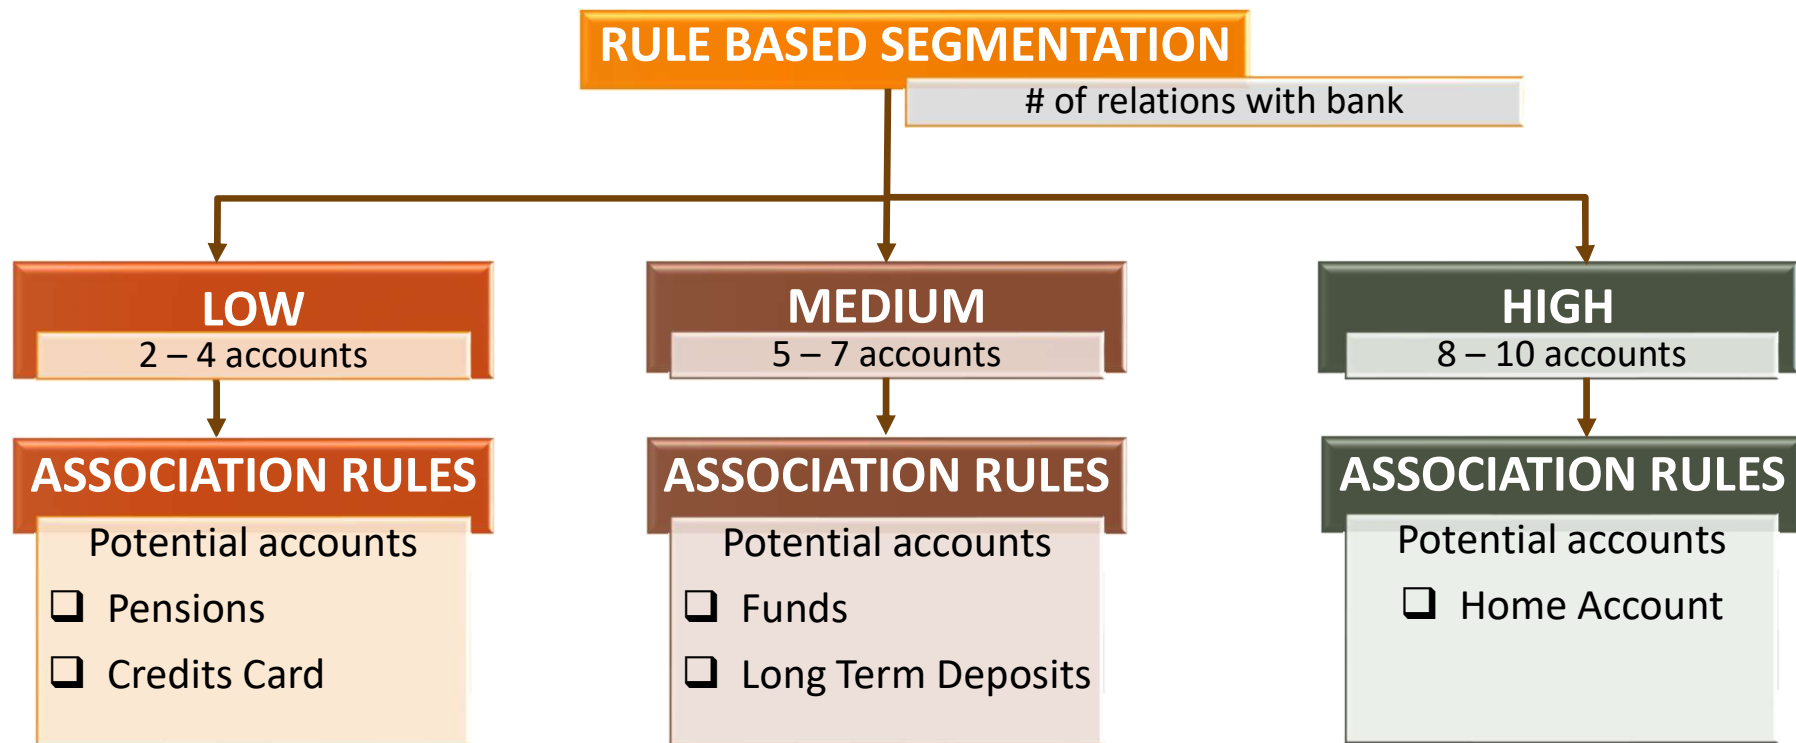 RULE BASED SEGMENTATION
# of relations with bank
LOW
2 – 4 accounts
MEDIUM
5 – 7 accounts
HIGH
8 – 10 accounts
ASSOCIATION RULES
Potential accounts
❑ Pensions
❑ Credits Card
ASSOCIATION RULES
Potential accounts
❑ Funds
❑ Long Term Deposits
ASSOCIATION RULES
Potential accounts
❑ Home Account